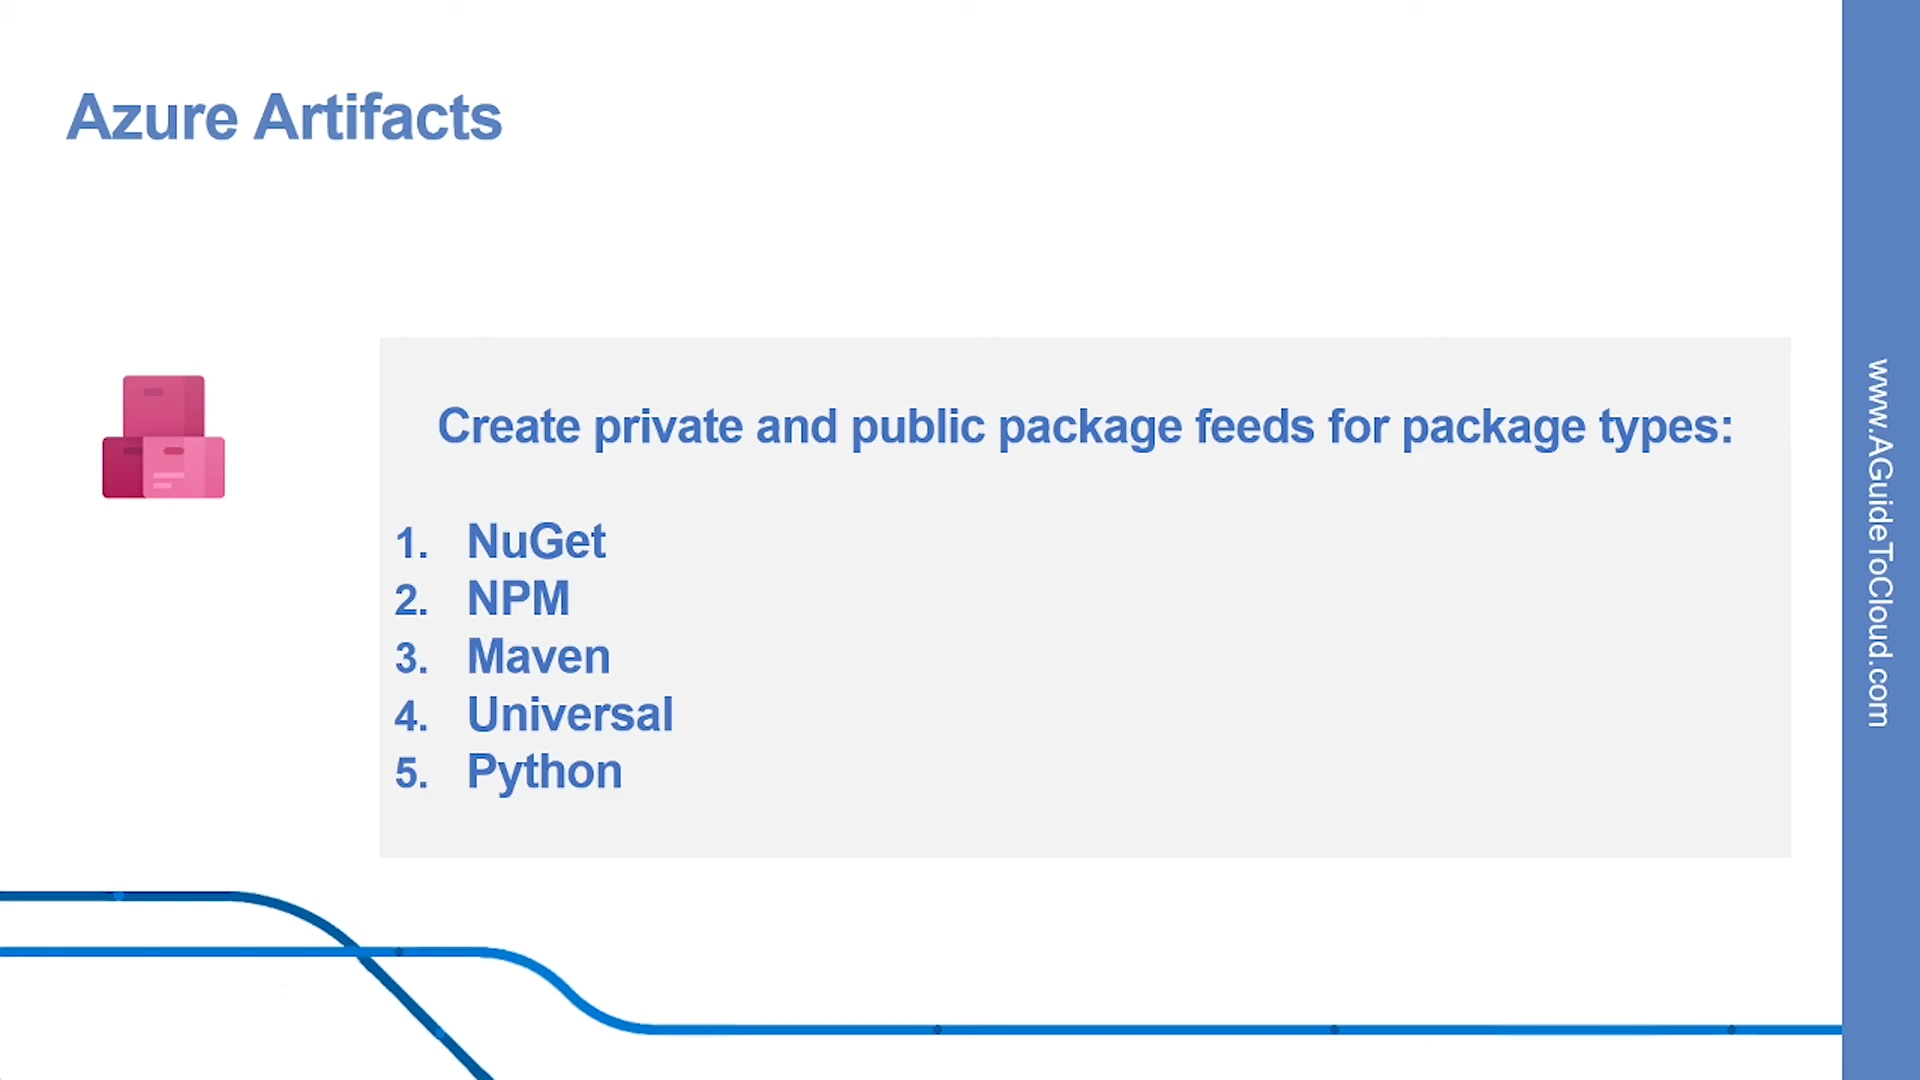 Azure Artifacts
Create private and public package feeds for package types:
1. NuGet
2. NPM
3. Maven
4. Universal
5. Python
www.AGuideToCloud.com